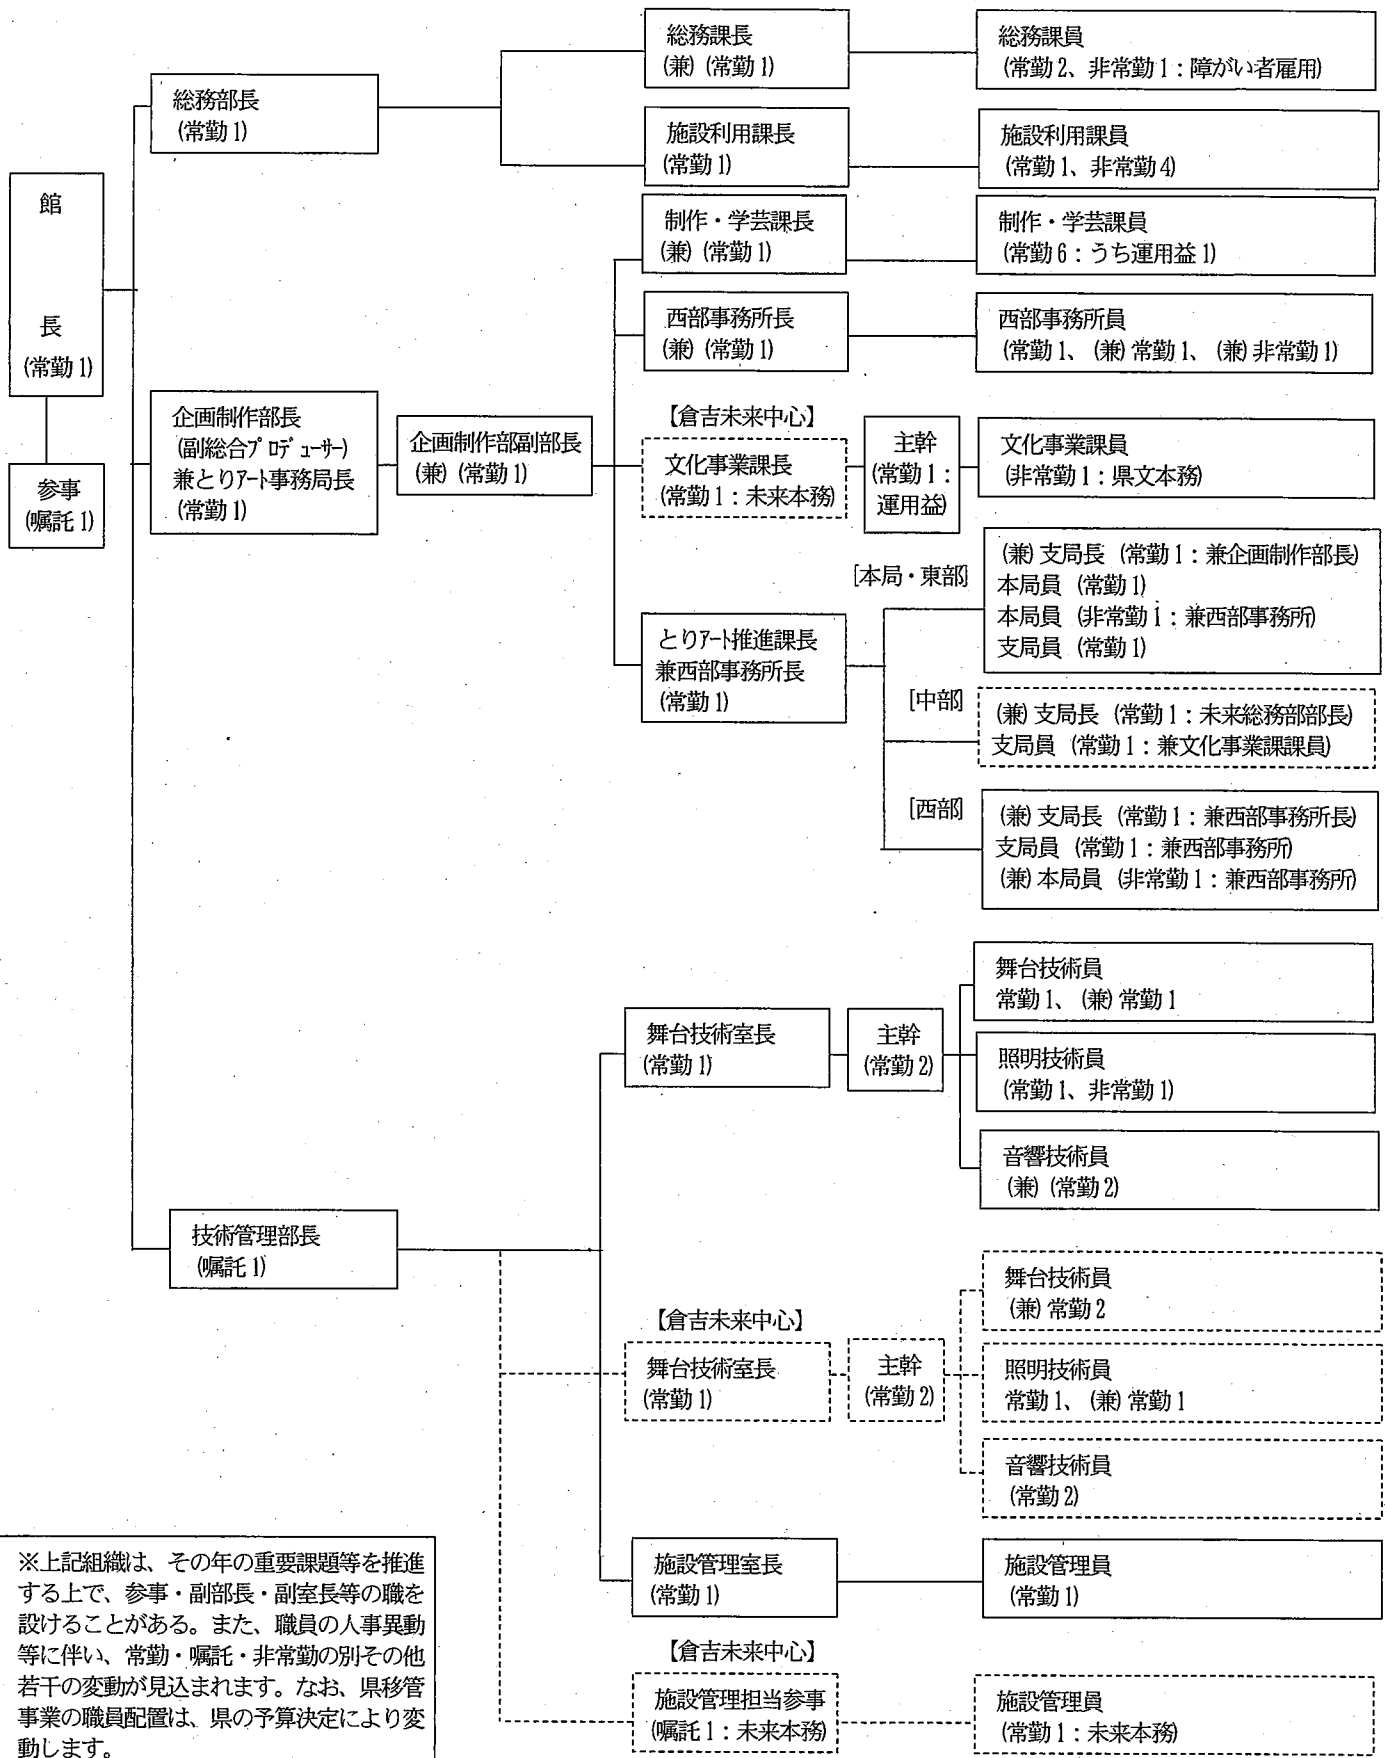 館
長
(常勤 1)
参事
(嘱託 1)
総務部長
(常勤 1)
総務課長
(兼) (常勤 1)
総務課員
(常勤 2、非常勤 1：障がい者雇用)
施設利用課長
(常勤 1)
施設利用課員
(常勤 1、非常勤 4)
企画制作部長
(副総合ﾌﾟﾛﾃﾞｭｰｻｰ)
兼とりｱｰﾄ事務局長
(常勤 1)
企画制作部副部長
(兼) (常勤 1)
制作・学芸課長
(兼) (常勤 1)
制作・学芸課員
(常勤 6：うち運用益 1)
西部事務所長
(兼) (常勤 1)
西部事務所員
(常勤 1、 (兼) 常勤 1、 (兼) 非常勤 1)
【倉吉未来中心】
文化事業課長
(常勤 1：未来本務)
主幹
(常勤 1：
運用益)
文化事業課員
(非常勤 1：県文本務)
とりｱｰﾄ推進課長
兼西部事務所長
(常勤 1)
[本局・東部]
(兼) 支局長 (常勤 1：兼企画制作部長)
本局員 (常勤 1)
本局員 (非常勤 1：兼西部事務所)
支局員 (常勤 1)
[中部]
(兼) 支局長 (常勤 1：未来総務部部長)
支局員 (常勤 1：兼文化事業課課員)
[西部]
(兼) 支局長 (常勤 1：兼西部事務所長)
支局員 (常勤 1：兼西部事務所)
(兼) 本局員 (非常勤 1：兼西部事務所)
技術管理部長
(嘱託 1)
舞台技術室長
(常勤 1)
主幹
(常勤 2)
舞台技術員
常勤 1、 (兼) 常勤 1
照明技術員
(常勤 1、非常勤 1)
音響技術員
(兼) (常勤 2)
【倉吉未来中心】
舞台技術室長
(常勤 1)
主幹
(常勤 2)
舞台技術員
(兼) 常勤 2
照明技術員
常勤 1、 (兼) 常勤 1
音響技術員
(常勤 2)
施設管理室長
(常勤 1)
施設管理員
(常勤 1)
【倉吉未来中心】
施設管理担当参事
(嘱託 1：未来本務)
施設管理員
(常勤 1：未来本務)
※上記組織は、その年の重要課題等を推進
する上で、参事・副部長・副室長等の職を
設けることがある。また、職員の人事異動
等に伴い、常勤・嘱託・非常勤の別その他
若干の変動が見込まれます。なお、県移管
事業の職員配置は、県の予算決定により変
動します。